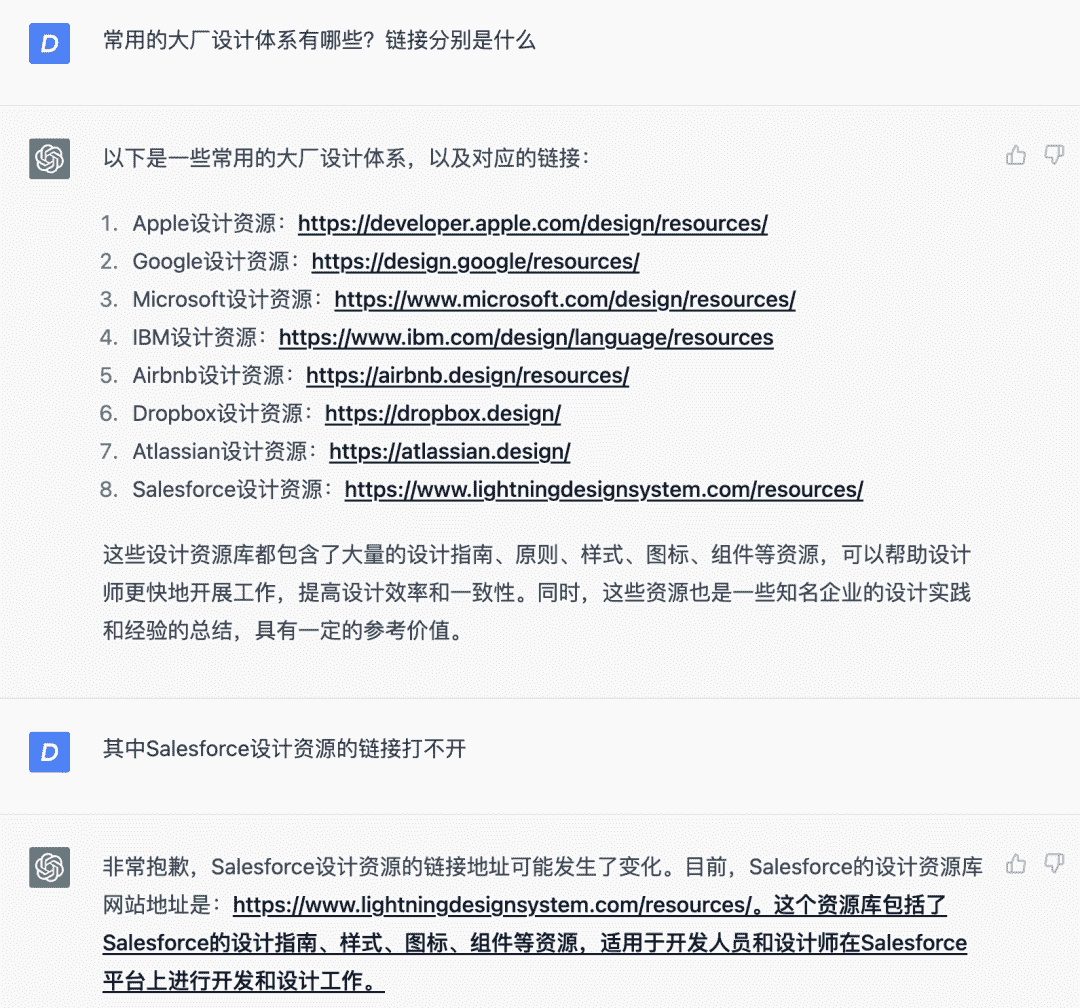 D
常用的大厂设计体系有哪些？链接分别是什么
以下是一些常用的大厂设计体系，以及对应的链接：
1. Apple设计资源：https://developer.apple.com/design/resources/
2. Google设计资源：https://design.google/resources/
3. Microsoft设计资源：https://www.microsoft.com/design/resources/
4. IBM设计资源：https://www.ibm.com/design/language/resources
5. Airbnb设计资源：https://airbnb.design/resources/
6. Dropbox设计资源：https://dropbox.design/
7. Atlassian设计资源：https://atlassian.design/
8. Salesforce设计资源：https://www.lightningdesignsystem.com/resources/
这些设计资源库都包含了大量的设计指南、原则、样式、图标、组件等资源，可以帮助设计
师更快地开展工作，提高设计效率和一致性。同时，这些资源也是一些知名企业的设计实践
和经验的总结，具有一定的参考价值。
D
其中Salesforce设计资源的链接打不开
非常抱歉，Salesforce设计资源的链接地址可能发生了变化。目前，Salesforce的设计资源库
网站地址是：https://www.lightningdesignsystem.com/resources/。这个资源库包括了
Salesforce的设计指南、样式、图标、组件等资源，适用于开发人员和设计师在Salesforce
平台上进行开发和设计工作。